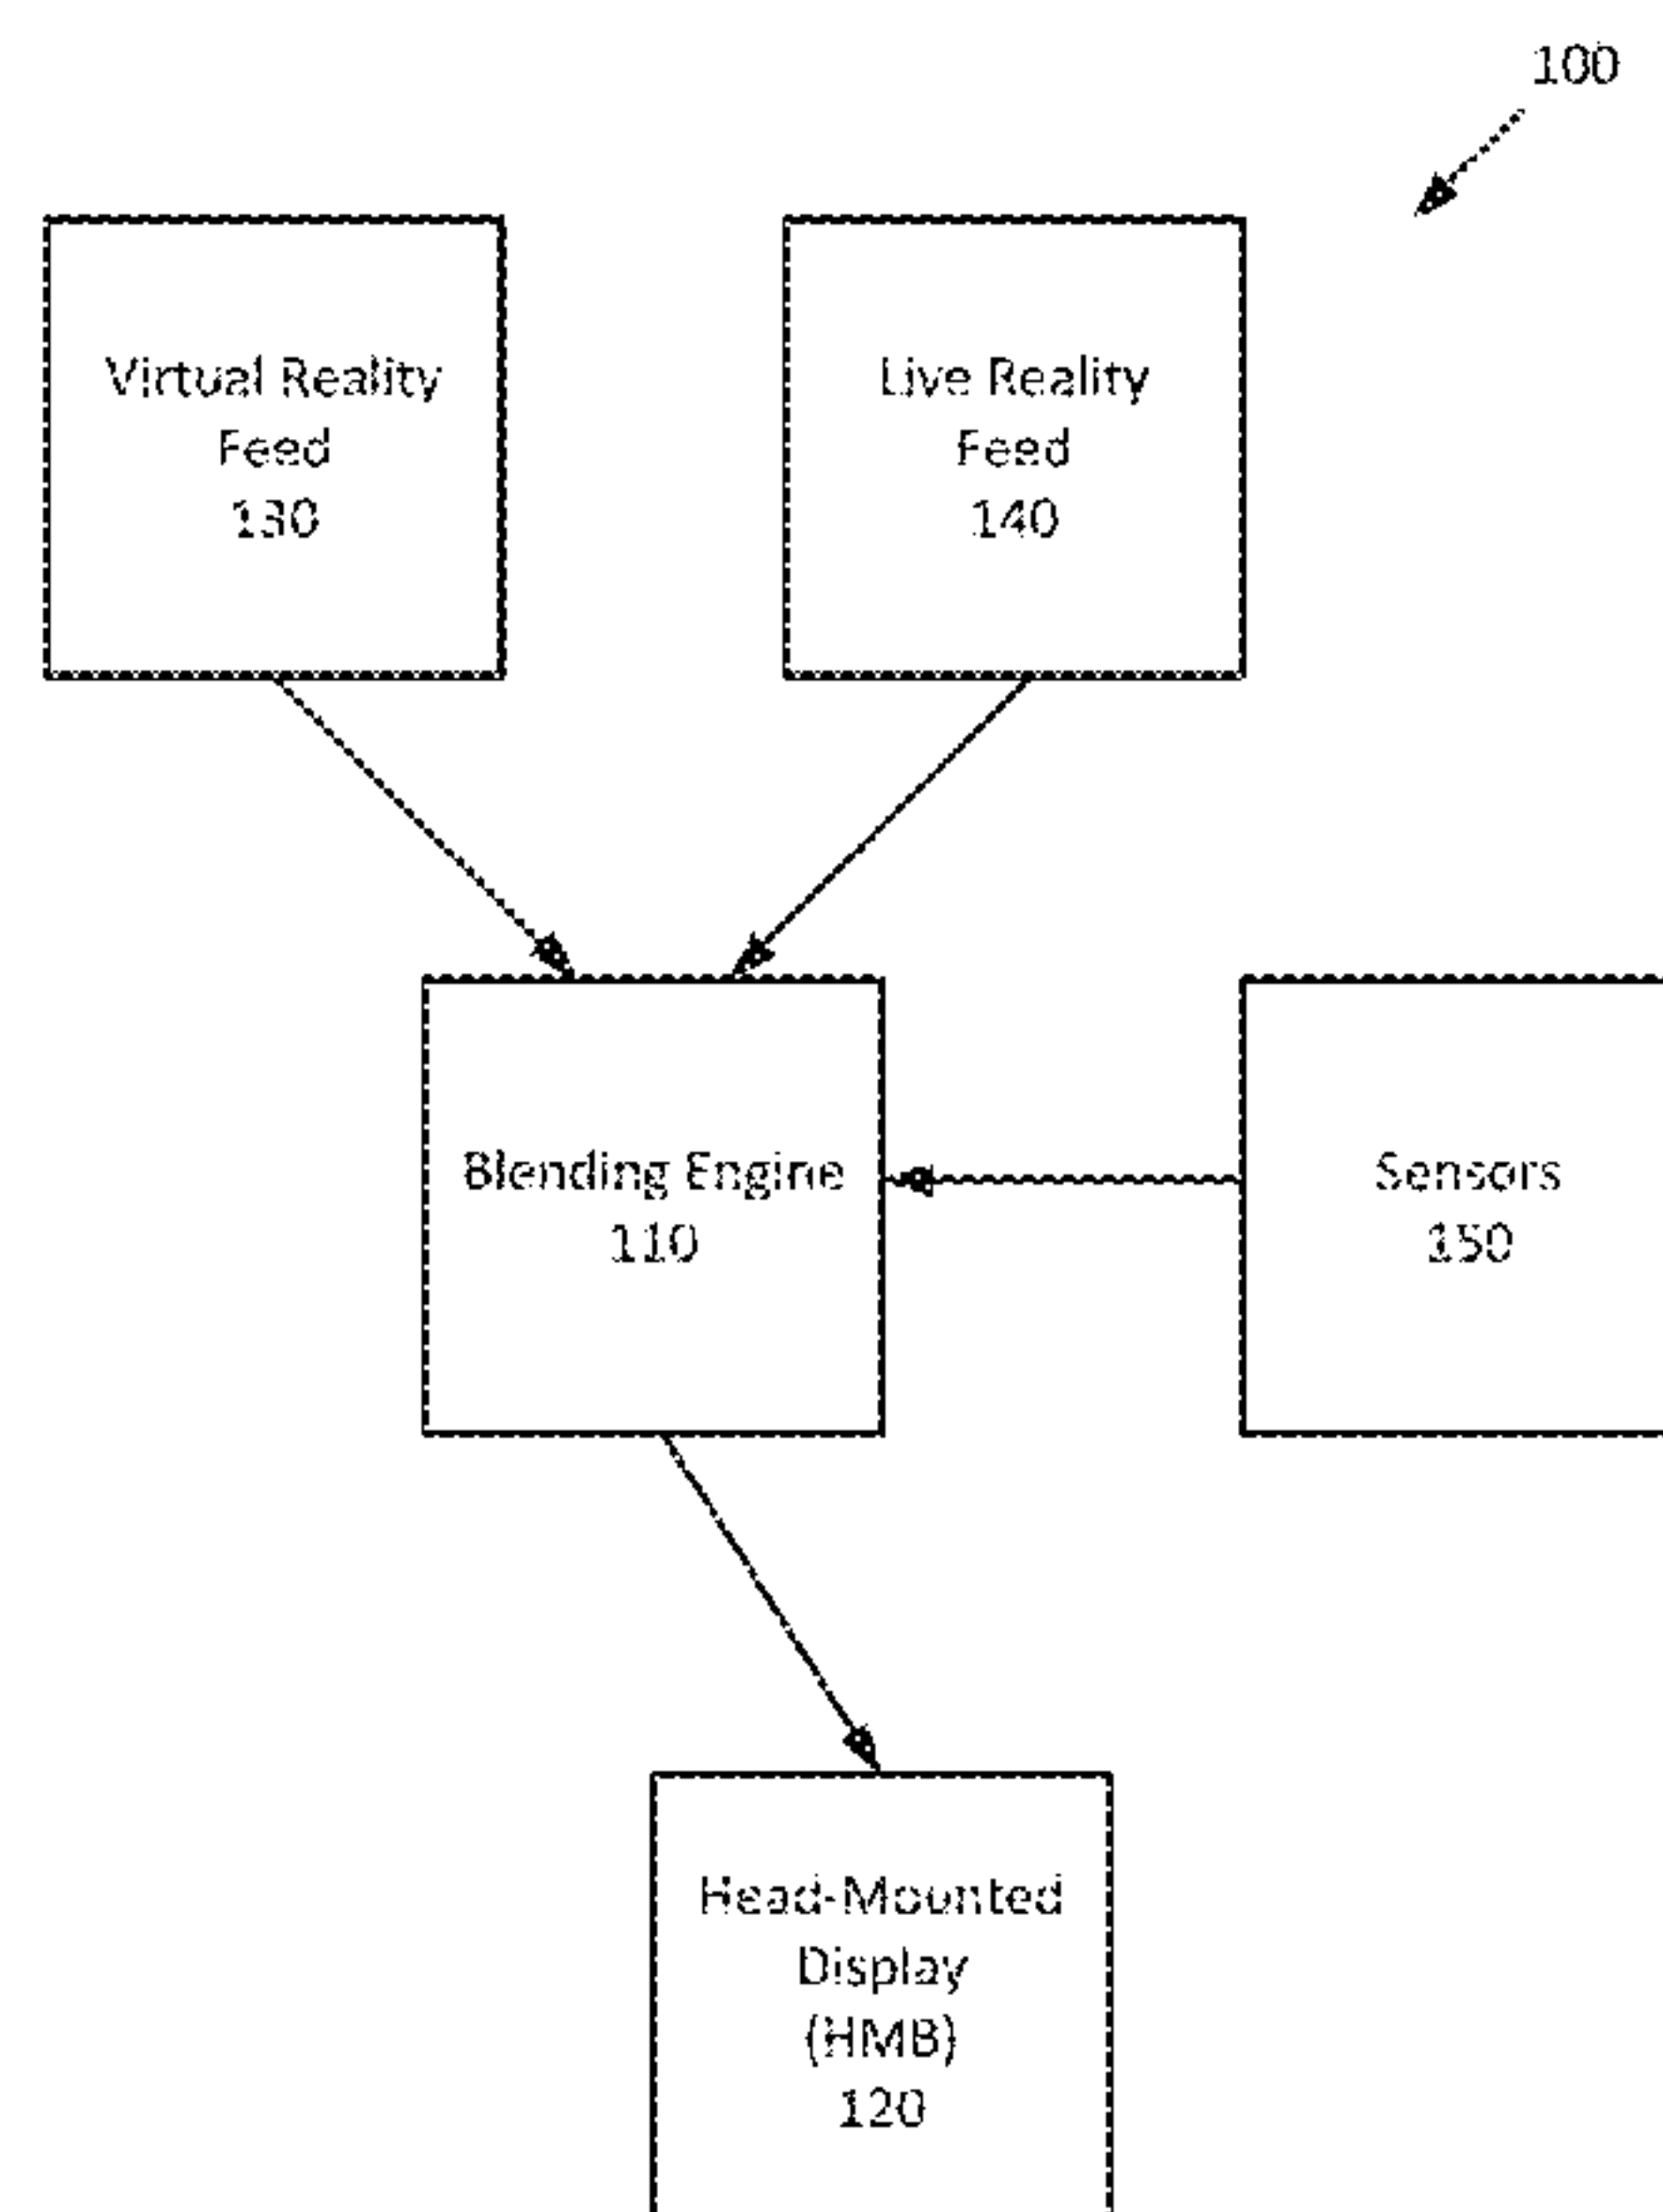 100
Virtual Reality
Feed
130
Live Reality
Feed
140
Blending Engine
110
Sensors
150
Head-Mounted
Display
(HMB)
120